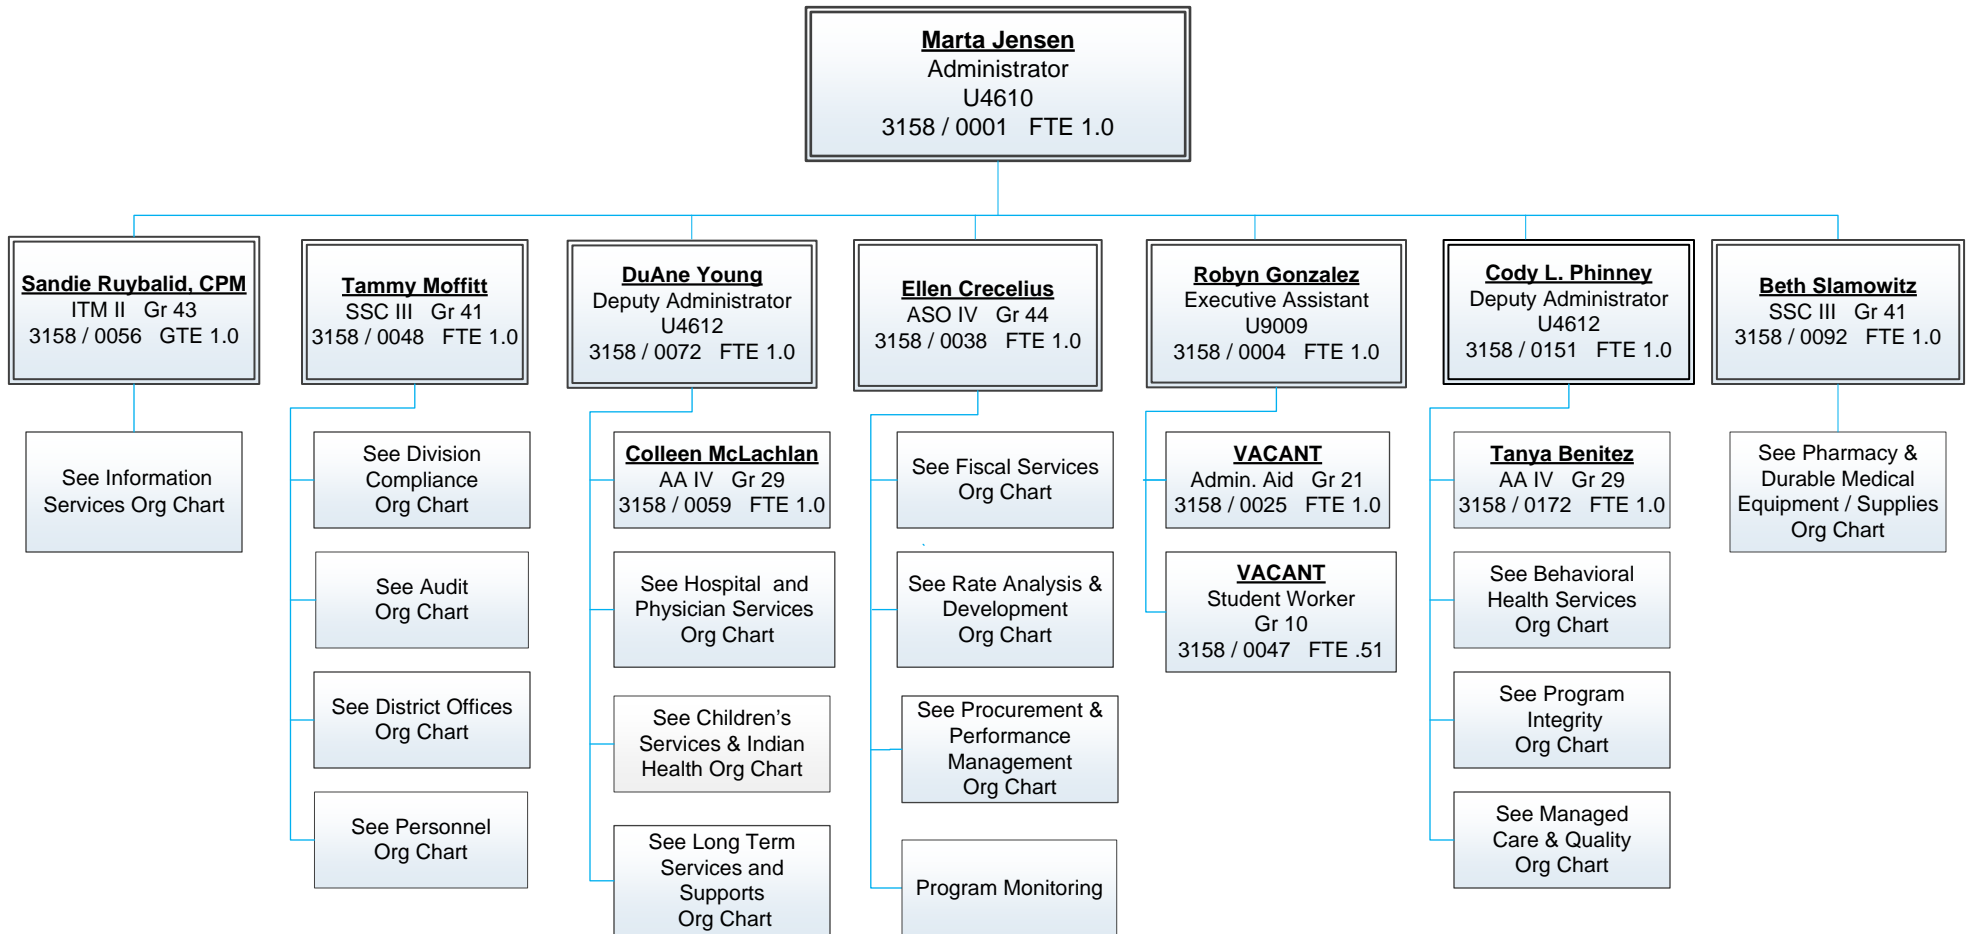 Marta Jensen
Administrator
U4610
3158 / 0001 FTE 1.0
Sandie Ruybalid, CPM
ITM II Gr 43
3158 / 0056 GTE 1.0
See Information
Services Org Chart
Tammy Moffitt
SSC III Gr 41
3158 / 0048 FTE 1.0
See Division
Compliance
Org Chart
See Audit
Org Chart
See District Offices
Org Chart
See Personnel
Org Chart
DuAne Young
Deputy Administrator
U4612
3158 / 0072 FTE 1.0
Colleen McLachlan
AA IV Gr 29
3158 / 0059 FTE 1.0
See Hospital and
Physician Services
Org Chart
See Children’s
Services & Indian
Health Org Chart
See Long Term
Services and
Supports
Org Chart
Ellen Crecelius
ASO IV Gr 44
3158 / 0038 FTE 1.0
See Fiscal Services
Org Chart
See Rate Analysis &
Development
Org Chart
See Procurement &
Performance
Management
Org Chart
Program Monitoring
Robyn Gonzalez
Executive Assistant
U9009
3158 / 0004 FTE 1.0
VACANT
Admin. Aid Gr 21
3158 / 0025 FTE 1.0
VACANT
Student Worker
Gr 10
3158 / 0047 FTE .51
Cody L. Phinney
Deputy Administrator
U4612
3158 / 0151 FTE 1.0
Tanya Benitez
AA IV Gr 29
3158 / 0172 FTE 1.0
See Behavioral
Health Services
Org Chart
See Program
Integrity
Org Chart
See Managed
Care & Quality
Org Chart
Beth Slamowitz
SSC III Gr 41
3158 / 0092 FTE 1.0
See Pharmacy &
Durable Medical
Equipment / Supplies
Org Chart